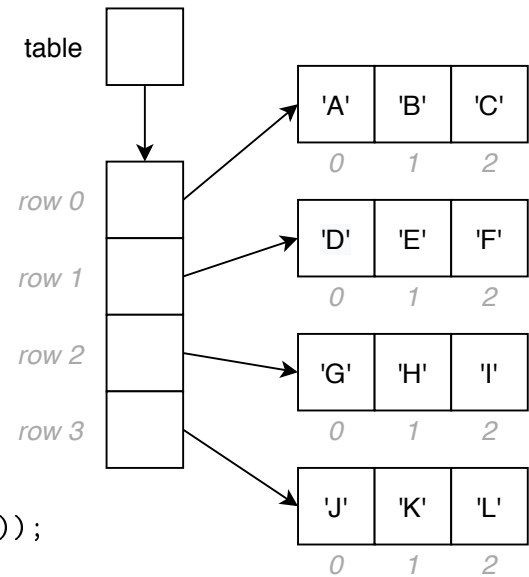 table
'A' 'B' 'C'
0 1 2
row 0
'D' 'E' 'F'
0 1 2
row 1
'G' 'H' 'I'
0 1 2
row 2
'J' 'K' 'L'
0 1 2
row 3
));